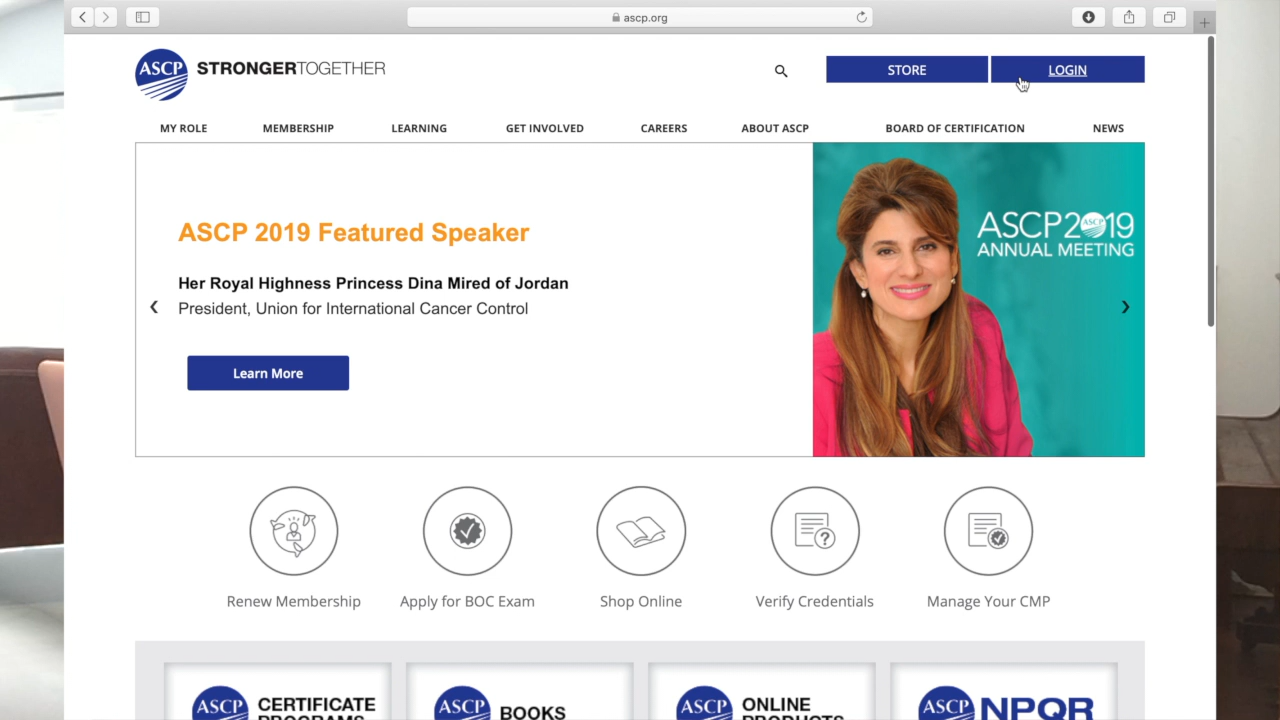 ascp.org
ASCP STRONGERTOGETHER
STORE
LOGIN
MY ROLE
MEMBERSHIP
LEARNING
GET INVOLVED
CAREERS
ABOUT ASCP
BOARD OF CERTIFICATION
NEWS
ASCP 2019 Featured Speaker
Her Royal Highness Princess Dina Mired of Jordan
President, Union for International Cancer Control
Learn More
ASCP2019
ASCP
ANNUAL MEETING
Renew Membership
Apply for BOC Exam
Shop Online
Verify Credentials
Manage Your CMP
ASCP CERTIFICATE
PROGRAMS
ASCP BOOKS
ASCP ONLINE
PRODUCTS
ASCP NPQR